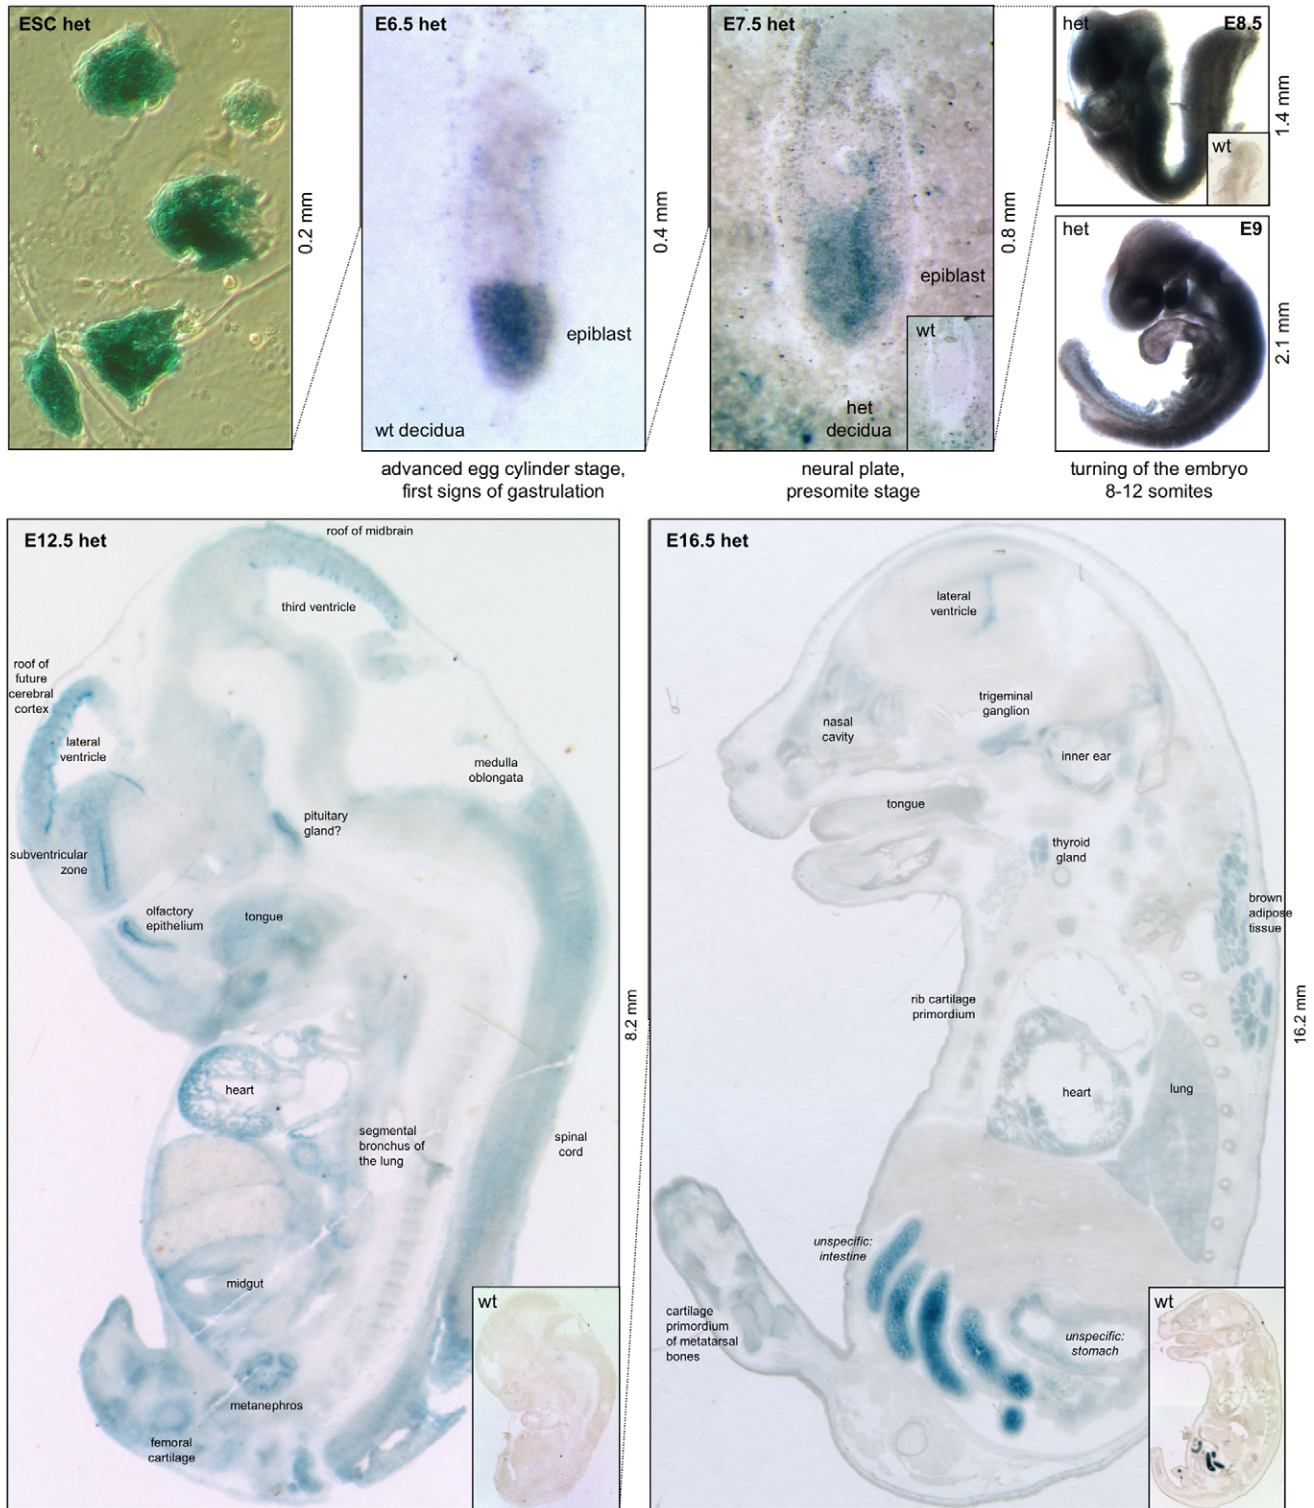 ESC het
0.2 mm
E6.5 het
epiblast
wt decidua
0.4 mm
advanced egg cylinder stage,
first signs of gastrulation
E7.5 het
epiblast
wt
het
decidua
0.8 mm
neural plate,
presomite stage
het
E8.5
wt
1.4 mm
het
E9
2.1 mm
turning of the embryo
8-12 somites
E12.5 het
roof of midbrain
third ventricle
roof of
future
cerebral
cortex
lateral
ventricle
medulla
oblongata
pituitary
gland?
subventricular
zone
olfactory
epithelium
tongue
heart
segmental
bronchus of
the lung
spinal
cord
midgut
metanephros
femoral
cartilage
wt
8.2 mm
E16.5 het
lateral
ventricle
trigeminal
ganglion
nasal
cavity
inner ear
tongue
thyroid
gland
brown
adipose
tissue
rib cartilage
primordium
heart
lung
unspecific:
intestine
cartilage
primordium
of metatarsal
bones
unspecific:
stomach
wt
16.2 mm